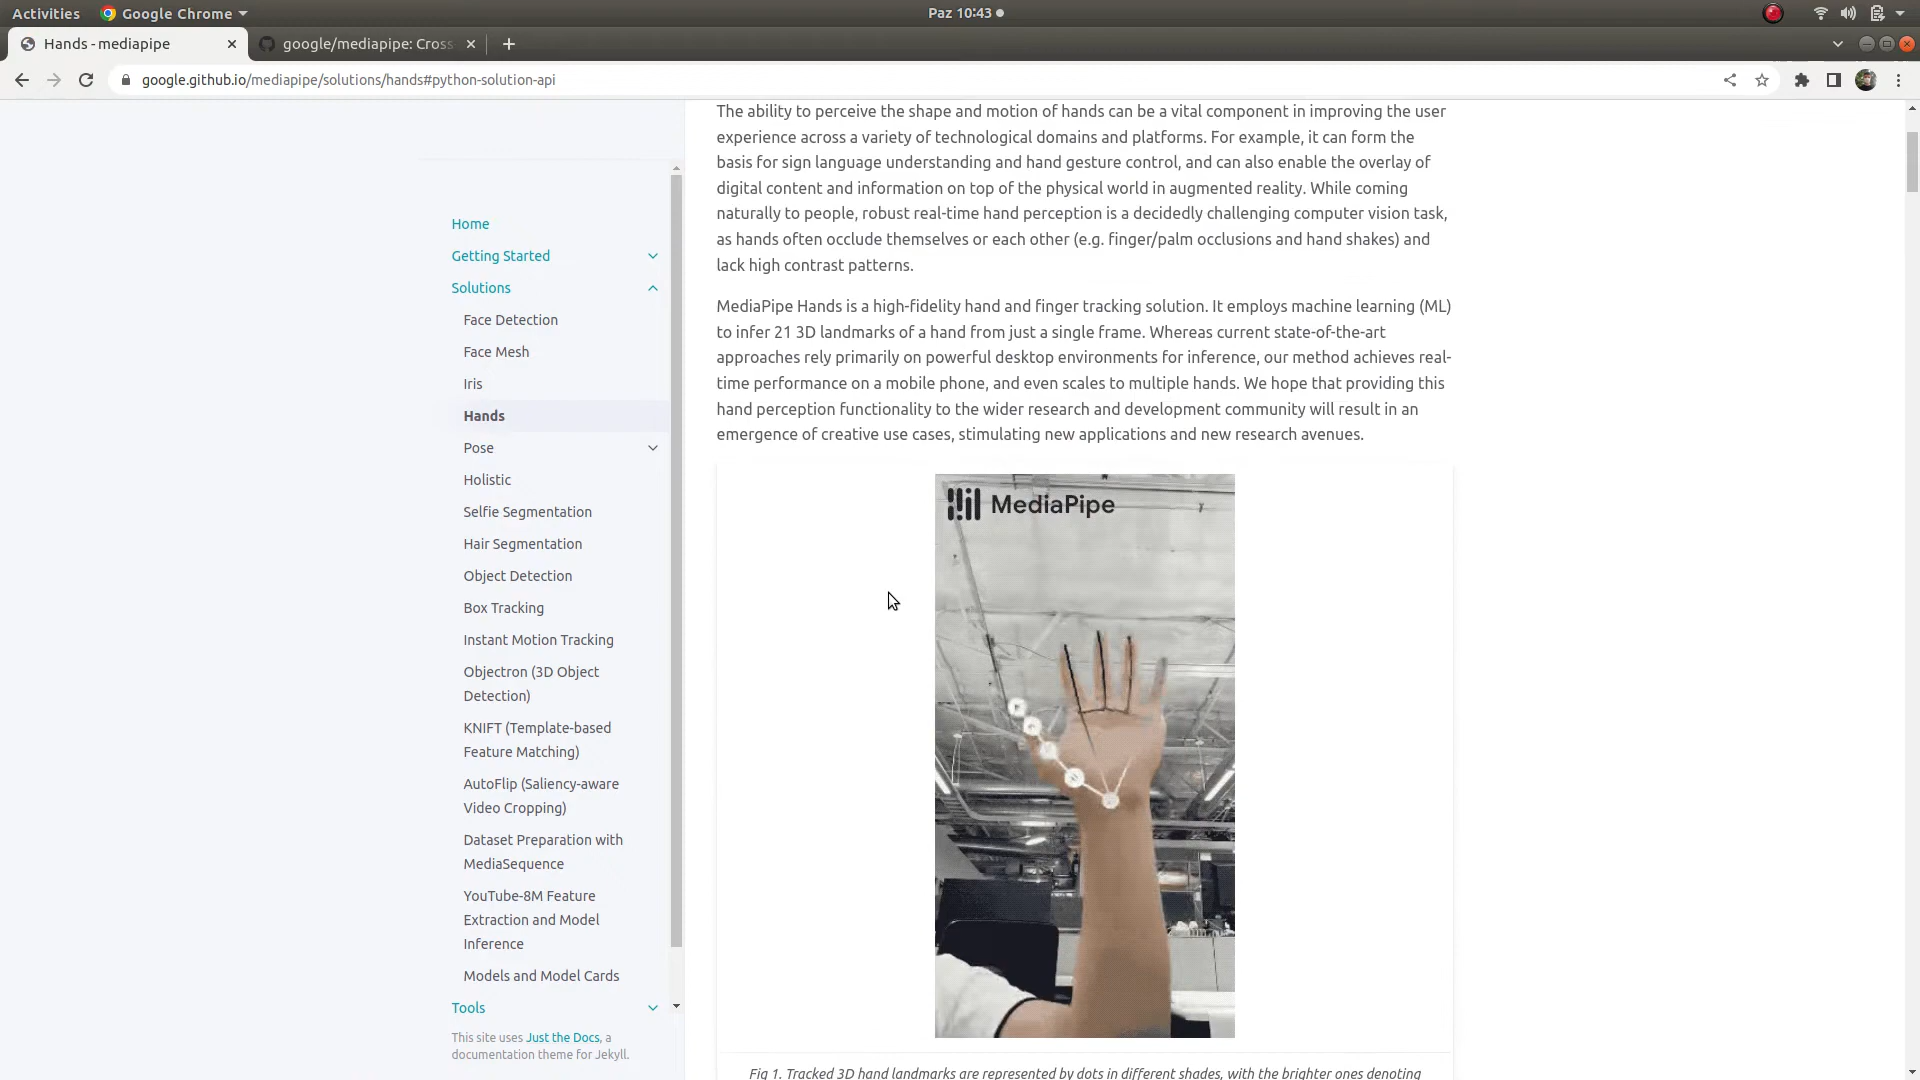 Activities
Google Chrome
Paz 10:43
Hands - mediapipe
google/mediapipe: Cross
google.github.io/mediapipe/solutions/hands#python-solution-api
Home
Getting Started
Solutions
Face Detection
Face Mesh
Iris
Hands
Pose
Holistic
Selfie Segmentation
Hair Segmentation
Object Detection
Box Tracking
Instant Motion Tracking
Objectron (3D Object
Detection)
KNIFT (Template-based
Feature Matching)
AutoFlip (Saliency-aware
Video Cropping)
Dataset Preparation with
MediaSequence
YouTube-8M Feature
Extraction and Model
Inference
Models and Model Cards
Tools
This site uses Just the Docs, a
documentation theme for Jekyll.
The ability to perceive the shape and motion of hands can be a vital component in improving the user
experience across a variety of technological domains and platforms. For example, it can form the
basis for sign language understanding and hand gesture control, and can also enable the overlay of
digital content and information on top of the physical world in augmented reality. While coming
naturally to people, robust real-time hand perception is a decidedly challenging computer vision task,
as hands often occlude themselves or each other (e.g. finger/palm occlusions and hand shakes) and
lack high contrast patterns.
MediaPipe Hands is a high-fidelity hand and finger tracking solution. It employs machine learning (ML)
to infer 21 3D landmarks of a hand from just a single frame. Whereas current state-of-the-art
approaches rely primarily on powerful desktop environments for inference, our method achieves real-
time performance on a mobile phone, and even scales to multiple hands. We hope that providing this
hand perception functionality to the wider research and development community will result in an
emergence of creative use cases, stimulating new applications and new research avenues.
MediaPipe
Fig 1. Tracked 3D hand landmarks are represented by dots in different shades, with the brighter ones denoting